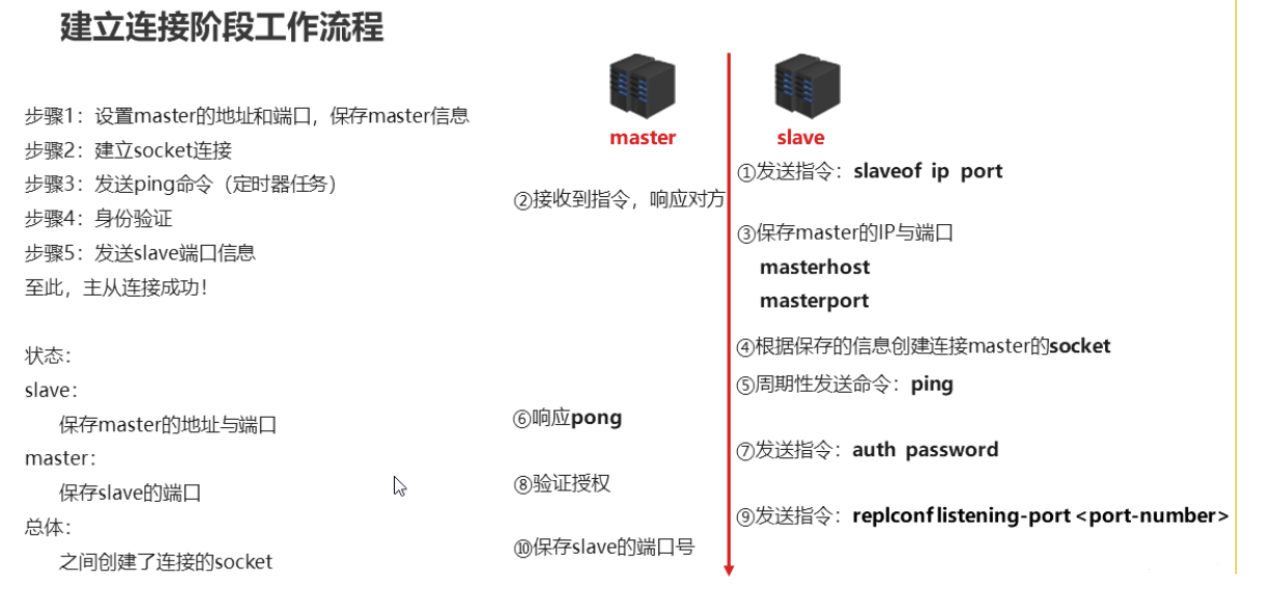 建立连接阶段工作流程
步骤1：设置master的地址和端口，保存master信息
步骤2：建立socket连接
步骤3：发送ping命令（定时器任务）
步骤4：身份验证
步骤5：发送slave端口信息
至此，主从连接成功！
状态：
slave：
保存master的地址与端口
master：
保存slave的端口
总体：
之间创建了连接的socket
master
slave
①发送指令：slaveof ip port
②接收到指令，响应对方
③保存master的IP与端口
masterhost
masterport
④根据保存的信息创建连接master的socket
⑤周期性发送命令：ping
⑥响应pong
⑦发送指令：auth password
⑧验证授权
⑨发送指令：replconf listening-port <port-number>
⑩保存slave的端口号